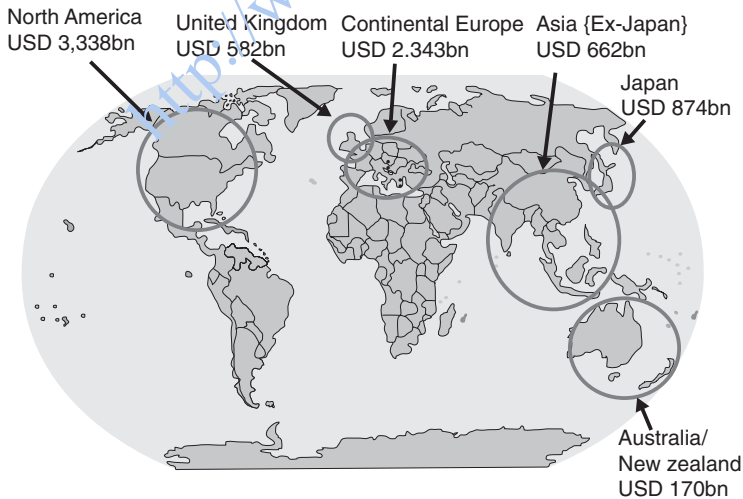 North America
USD 3,338bn
United Kingdom
USD 582bn
Continental Europe
USD 2.343bn
Asia {Ex-Japan}
USD 662bn
Japan
USD 874bn
Australia/
New zealand
USD 170bn
http://w